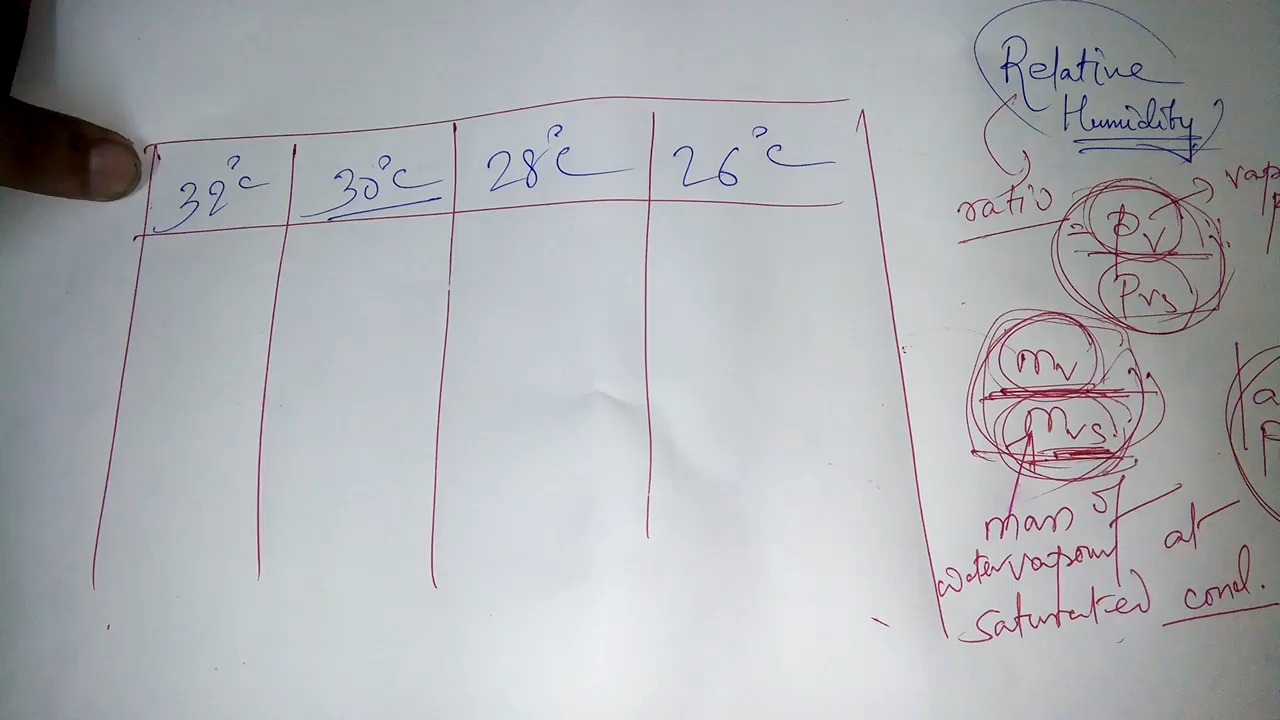 32°C 30°C 28°C 26°C
Relative
Humidity
ratio
Pv
Pvs
mv
mvs
mass of
water vapour at
saturated cond.